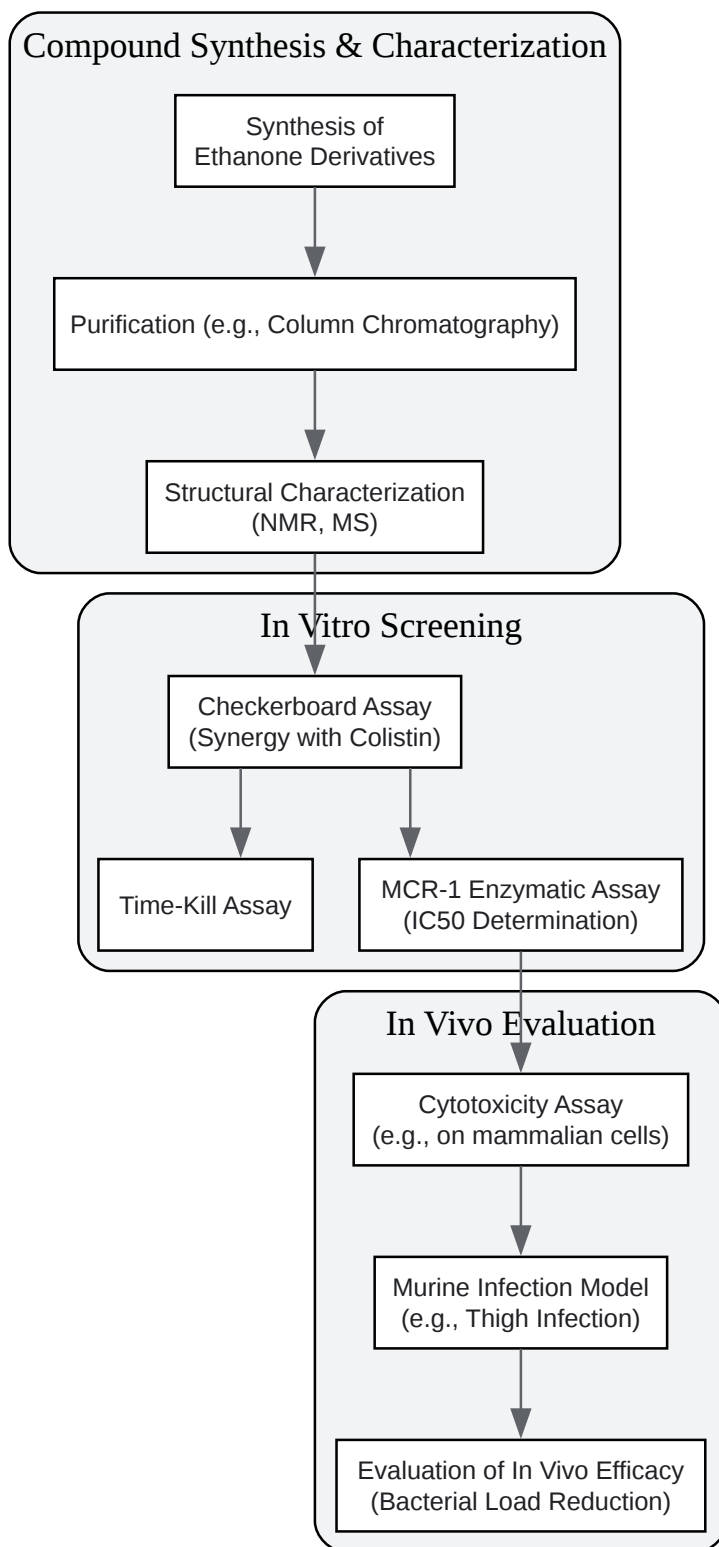 Compound Synthesis & Characterization
Synthesis of
Ethanone Derivatives
Purification (e.g., Column Chromatography)
Structural Characterization
(NMR, MS)
In Vitro Screening
Checkerboard Assay
(Synergy with Colistin)
Time-Kill Assay
MCR-1 Enzymatic Assay
(IC50 Determination)
In Vivo Evaluation
Cytotoxicity Assay
(e.g., on mammalian cells)
Murine Infection Model
(e.g., Thigh Infection)
Evaluation of In Vivo Efficacy
(Bacterial Load Reduction)